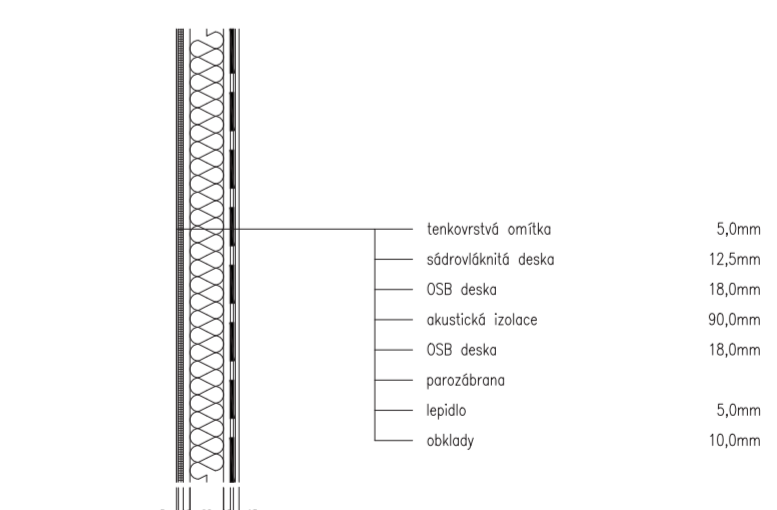 tenkovrstvá omítka 5,0mm
sádrovláknitá deska 12,5mm
OSB deska 18,0mm
akustická izolace 90,0mm
OSB deska 18,0mm
parozábrana
lepidlo 5,0mm
obklady 10,0mm